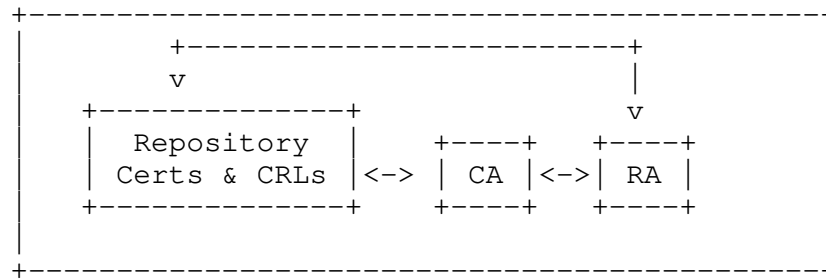 +---------------------------------------------------
| +----------------------------+
| v |
| +----------------+ v
| | Repository | +----+ +----+
| | Certs & CRLs |<-> | CA |<->| RA |
| +----------------+ +----+ +----+
|
+---------------------------------------------------